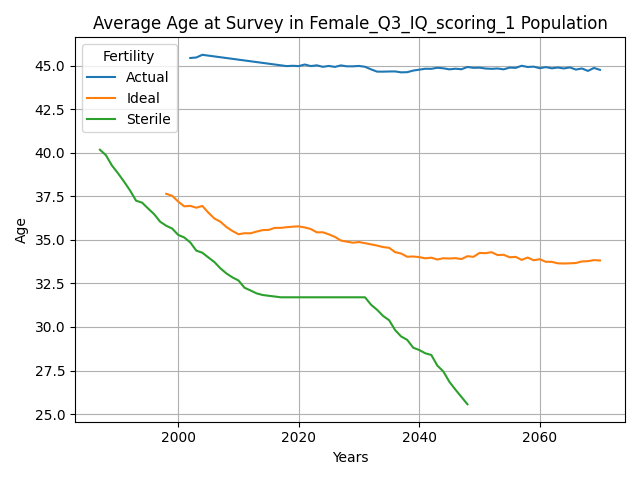 Average Age at Survey in Female_Q3_IQ_scoring_1 Population
Fertility
Actual
Ideal
Sterile
Age
45.0
42.5
40.0
37.5
35.0
32.5
30.0
27.5
25.0
2000
2020
2040
2060
Years